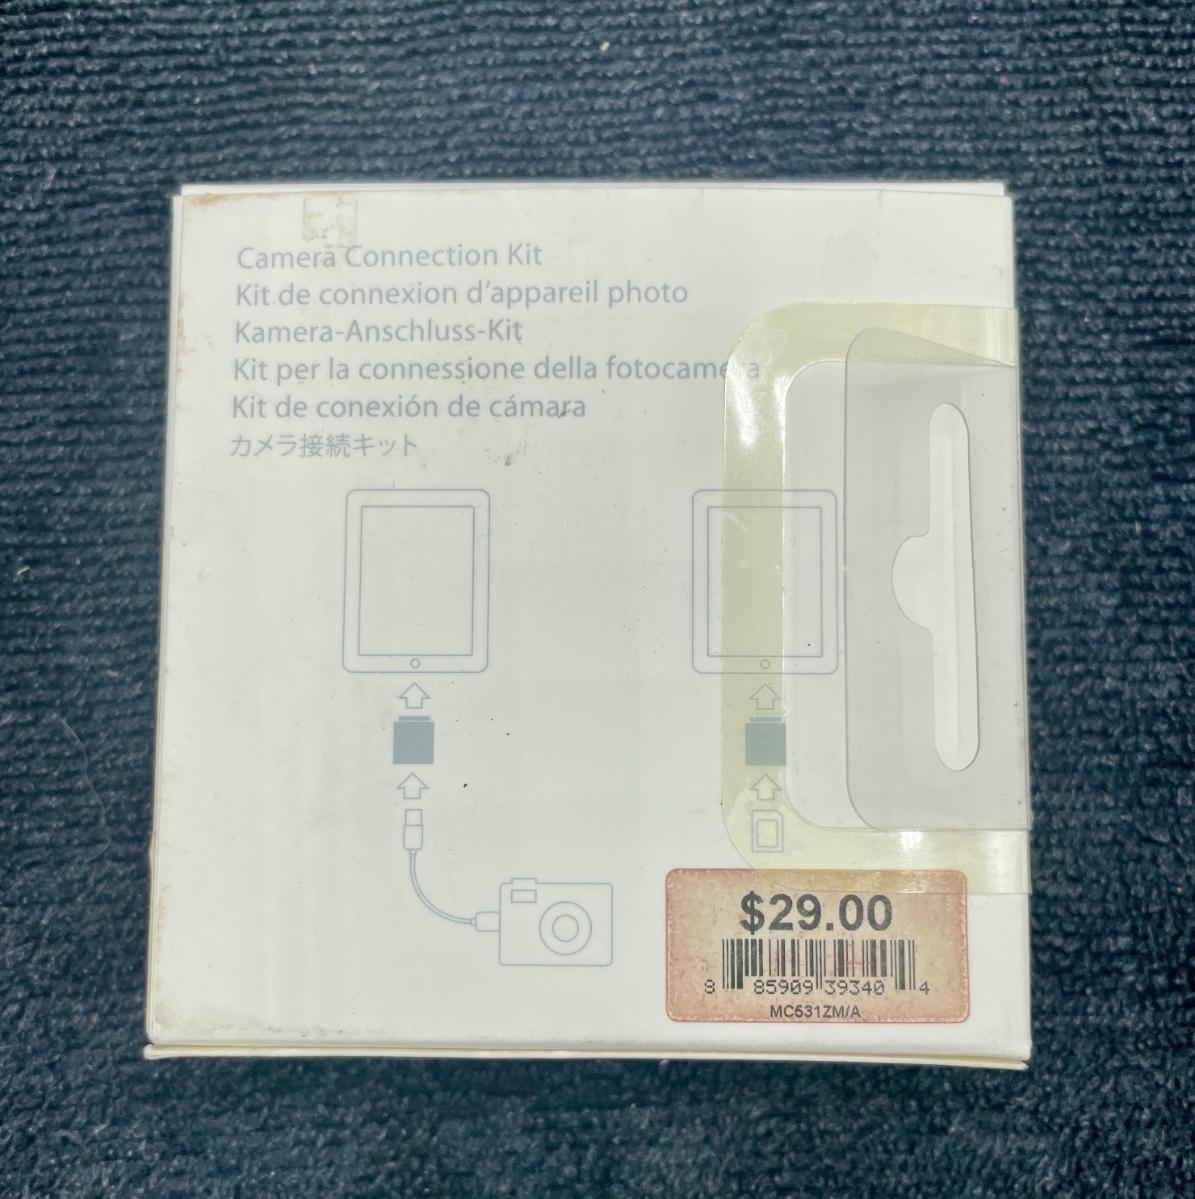 Camera Connection Kit
Kit de connexion d'appareil photo
Kamera-Anschluss-Kit
Kit per la connessione della fotocamera
Kit de conexión de cámara
カメラ接続キット
$29.00
8 85909 39340 4
MC531ZM/A